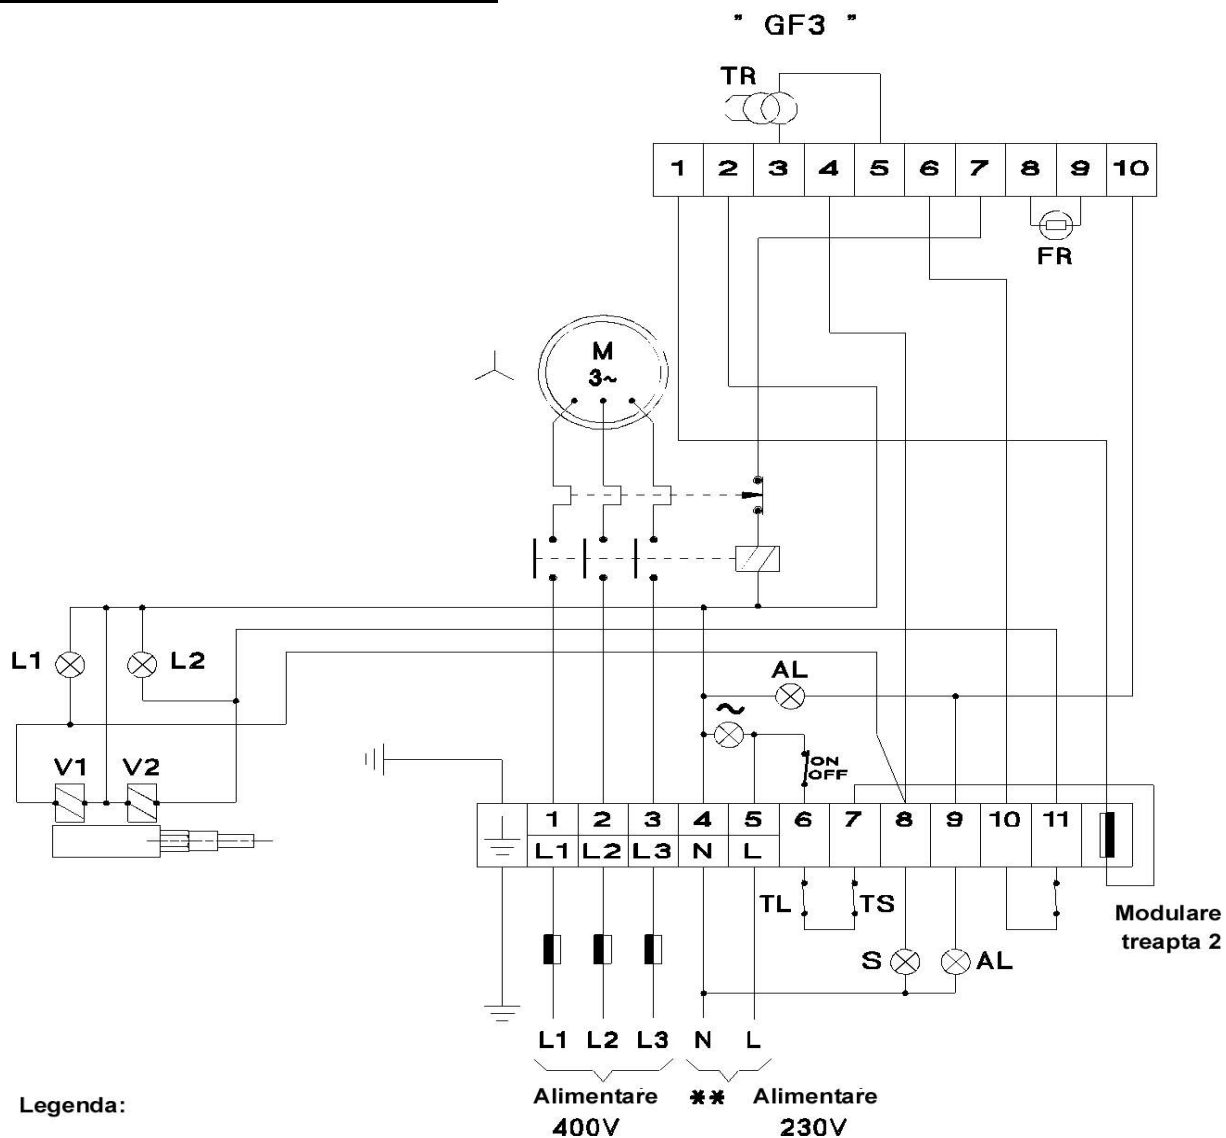 " GF3 "
TR
1 2 3 4 5 6 7 8 9 10
FR
M
3~
L1 L2
AL
~
V1 V2
ON
OFF
1 2 3 4 5 6 7 8 9 10 11
L1 L2 L3 N L
TL TS
Modulare
treapta 2
S AL
L1 L2 L3 N L
Alimentare ** Alimentare
400V 230V
Legenda: